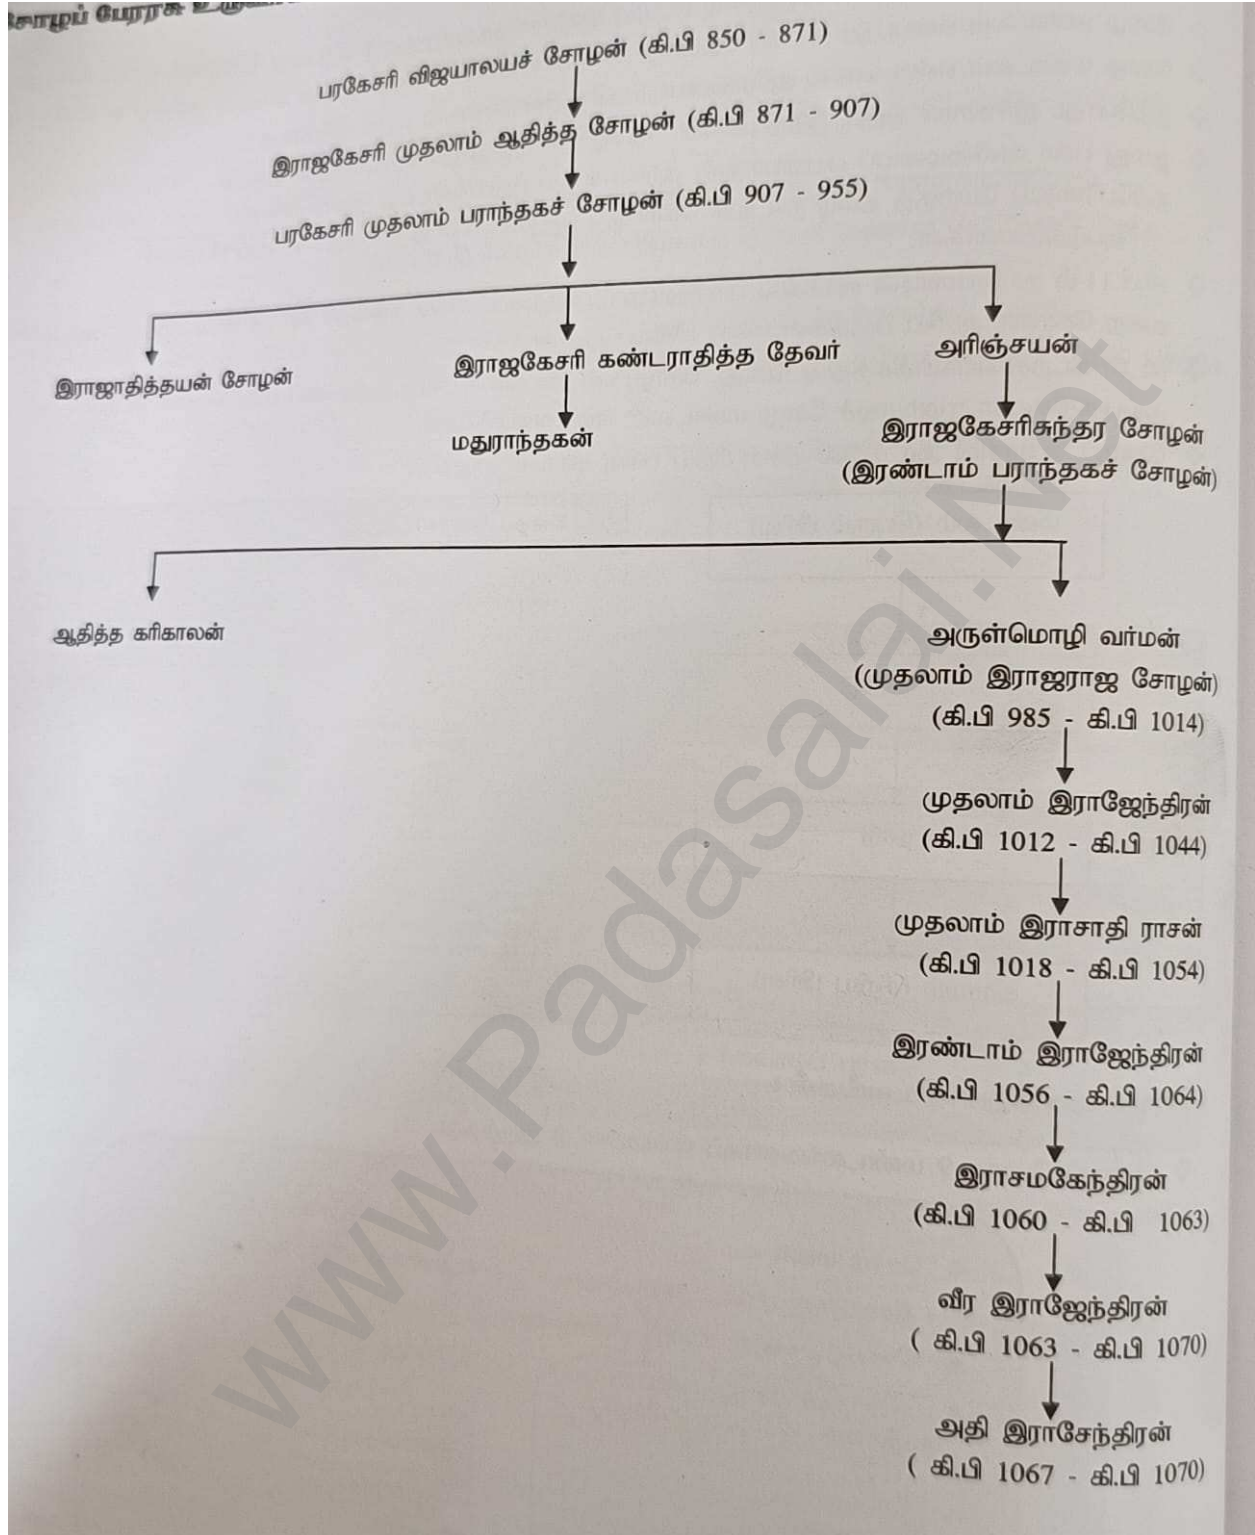 சோழப் பேரரசு
பரகேசரி விஜயாலயச் சோழன் (கி.பி 850 - 871)
இராஜகேசரி முதலாம் ஆதித்த சோழன் (கி.பி 871 - 907)
பரகேசரி முதலாம் பராந்தகச் சோழன் (கி.பி 907 - 955)
இராஜாதித்தயன் சோழன்
இராஜகேசரி கண்டராதித்த தேவர்
அரிஞ்சயன்
மதுராந்தகன்
இராஜகேசரிசுந்தர சோழன்
(இரண்டாம் பராந்தகச் சோழன்)
ஆதித்த கரிகாலன்
அருள்மொழி வர்மன்
(முதலாம் இராஜராஜ சோழன்)
(கி.பி 985 - கி.பி 1014)
முதலாம் இராஜேந்திரன்
(கி.பி 1012 - கி.பி 1044)
முதலாம் இராசாதி ராசன்
(கி.பி 1018 - கி.பி 1054)
இரண்டாம் இராஜேந்திரன்
(கி.பி 1056 - கி.பி 1064)
இராசமகேந்திரன்
(கி.பி 1060 - கி.பி 1063)
வீர இராஜேந்திரன்
( கி.பி 1063 - கி.பி 1070)
அதி இராசேந்திரன்
( கி.பி 1067 - கி.பி 1070)
www.Padasalai.Net